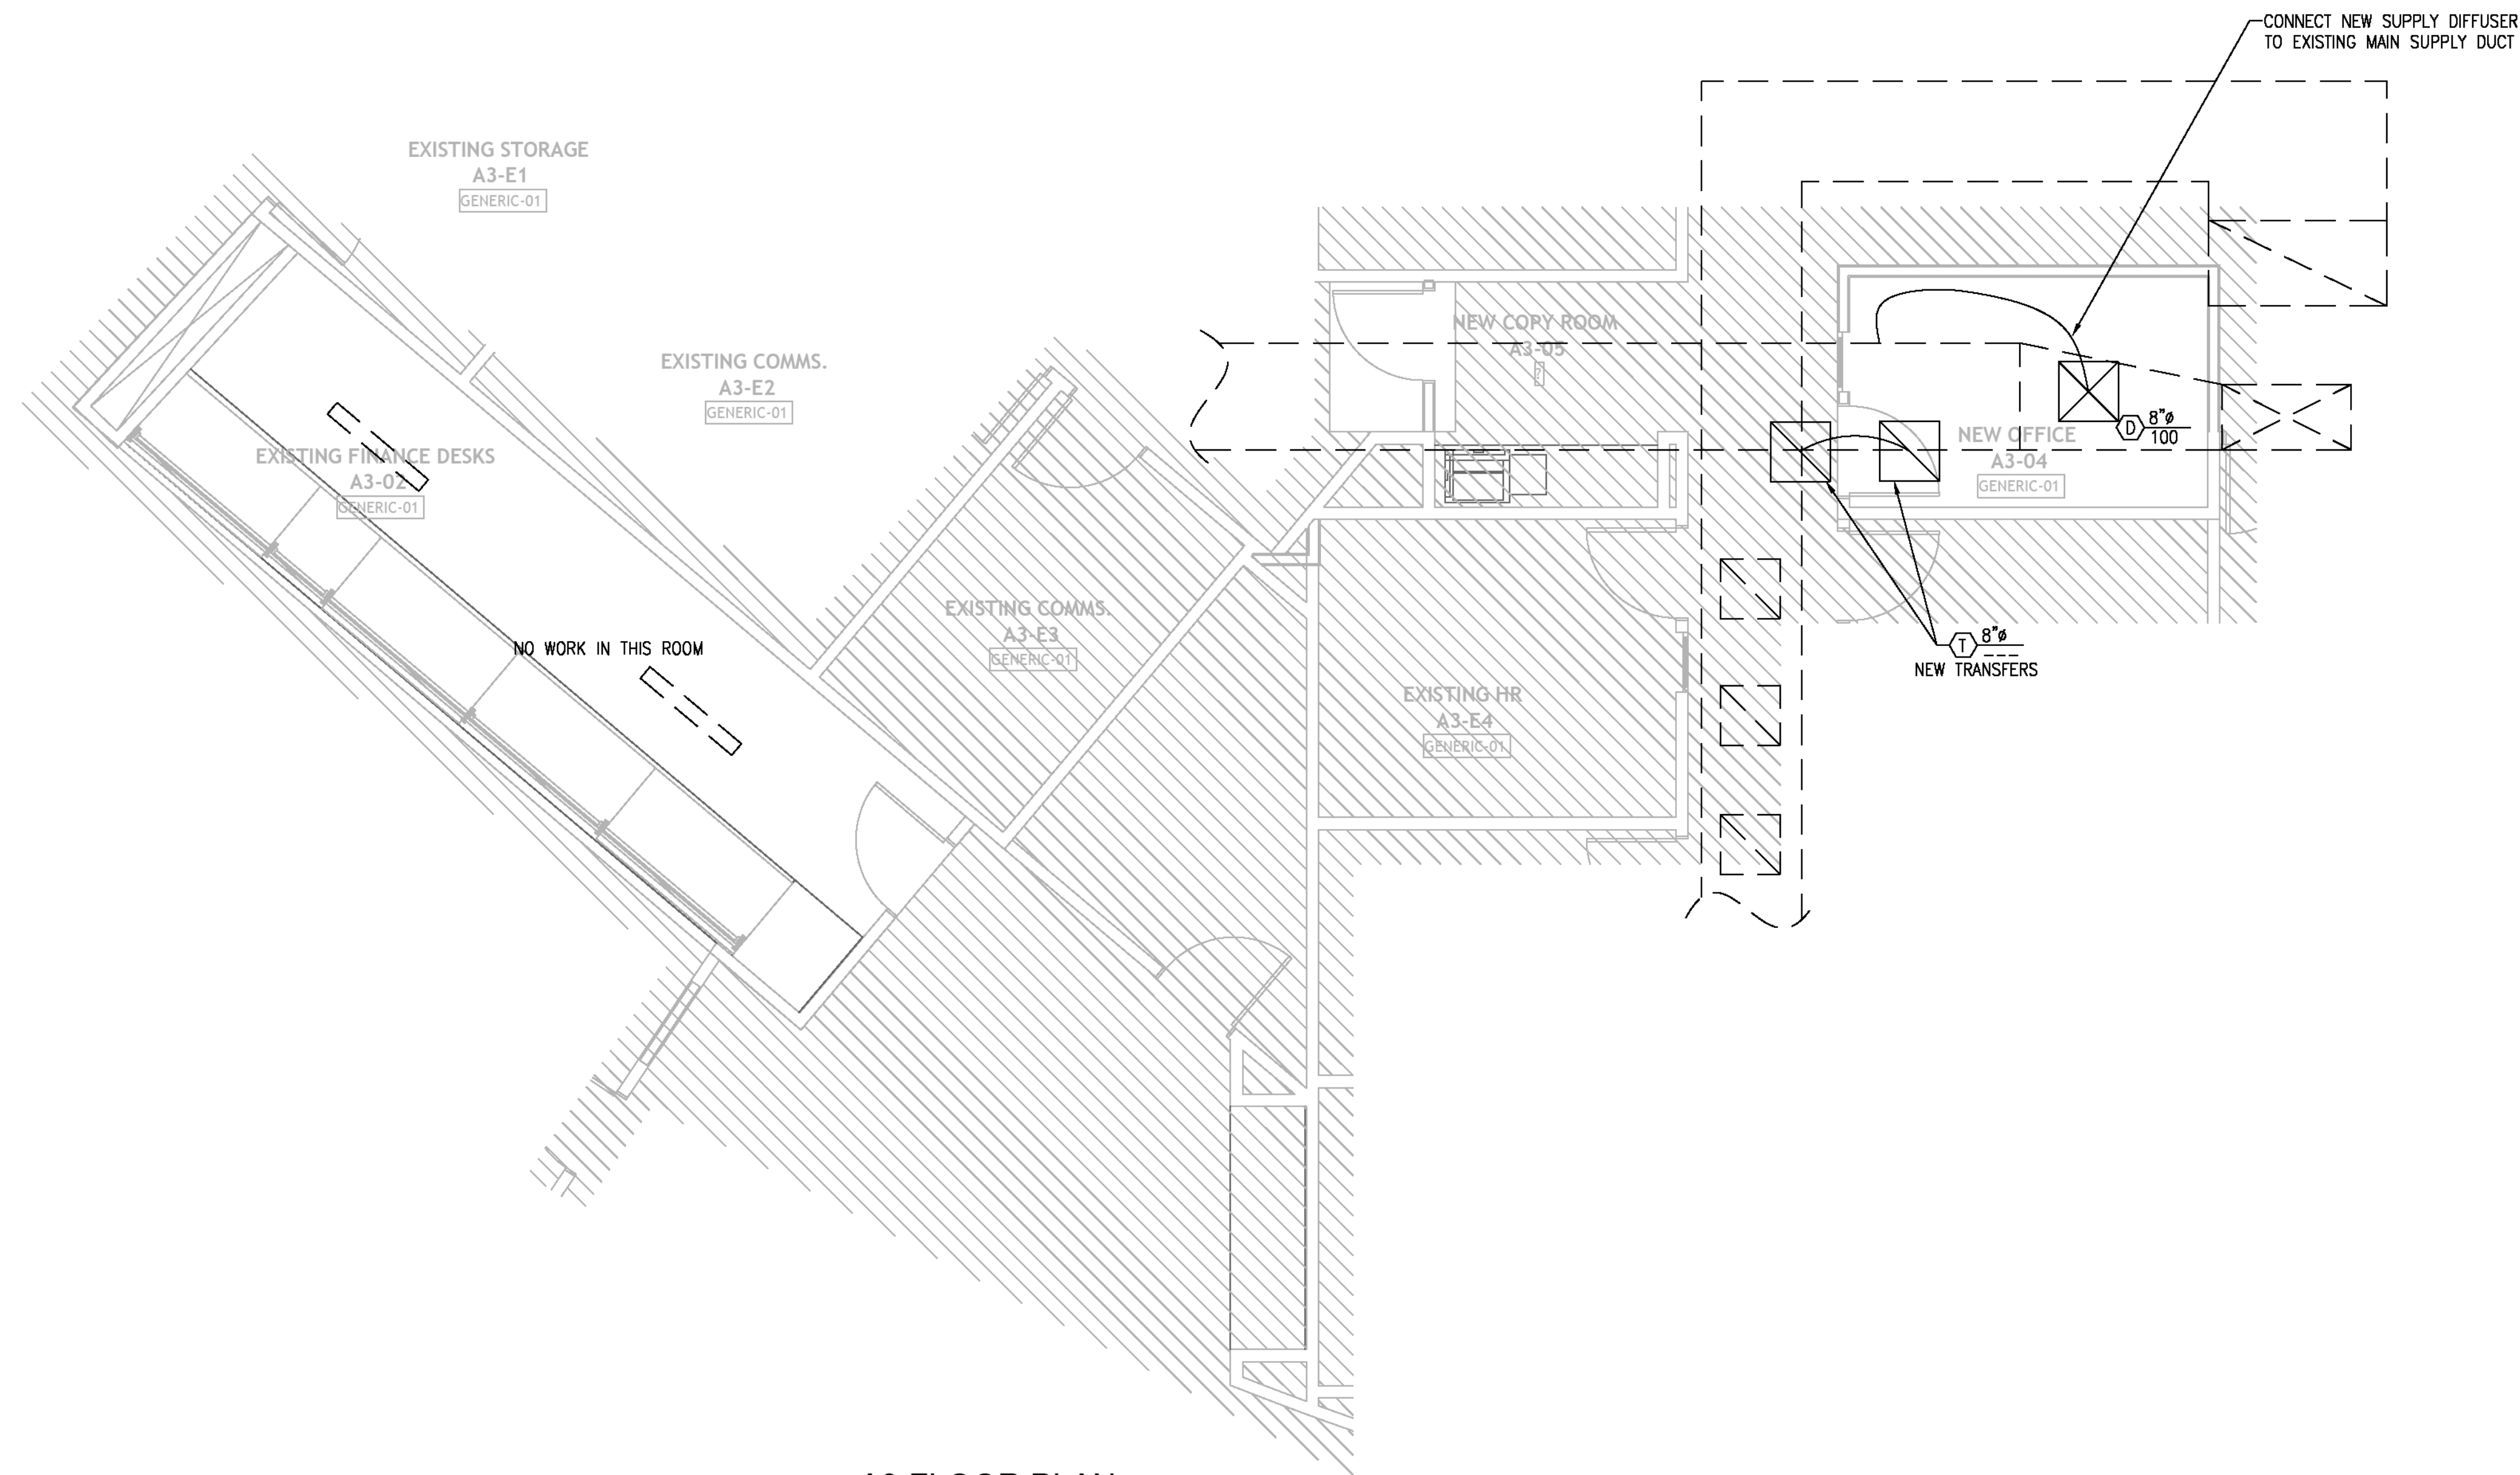 CONNECT NEW SUPPLY DIFFUSER
TO EXISTING MAIN SUPPLY DUCT
EXISTING STORAGE
A3-E1
GENERIC-01
EXISTING COMMS.
A3-E2
GENERIC-01
NEW COPY ROOM
A3-05
?
D 8"ø
100
NEW OFFICE
A3-04
GENERIC-01
EXISTING FINANCE DESKS
A3-02
GENERIC-01
EXISTING COMMS.
A3-E3
GENERIC-01
NO WORK IN THIS ROOM
T 8"ø
---
NEW TRANSFERS
EXISTING HR
A3-E4
GENERIC-01
FLOOR PLAN